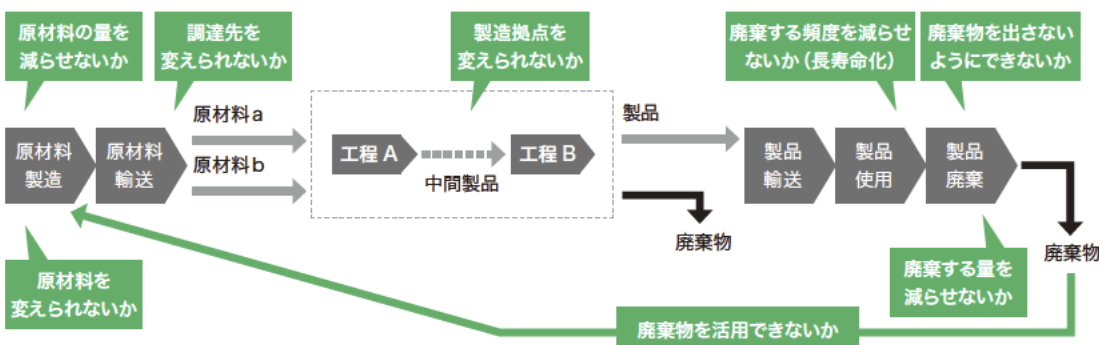 原材料の量を
減らせないか
調達先を
変えられないか
製造拠点を
変えられないか
廃棄する頻度を減らせ
ないか（長寿命化）
廃棄物を出さない
ようにできないか
原材料
製造
原材料
輸送
原材料a
原材料b
工程 A
中間製品
工程 B
製品
廃棄物
製品
輸送
製品
使用
製品
廃棄
廃棄物
原材料を
変えられないか
廃棄する量を
減らせないか
廃棄物を活用できないか